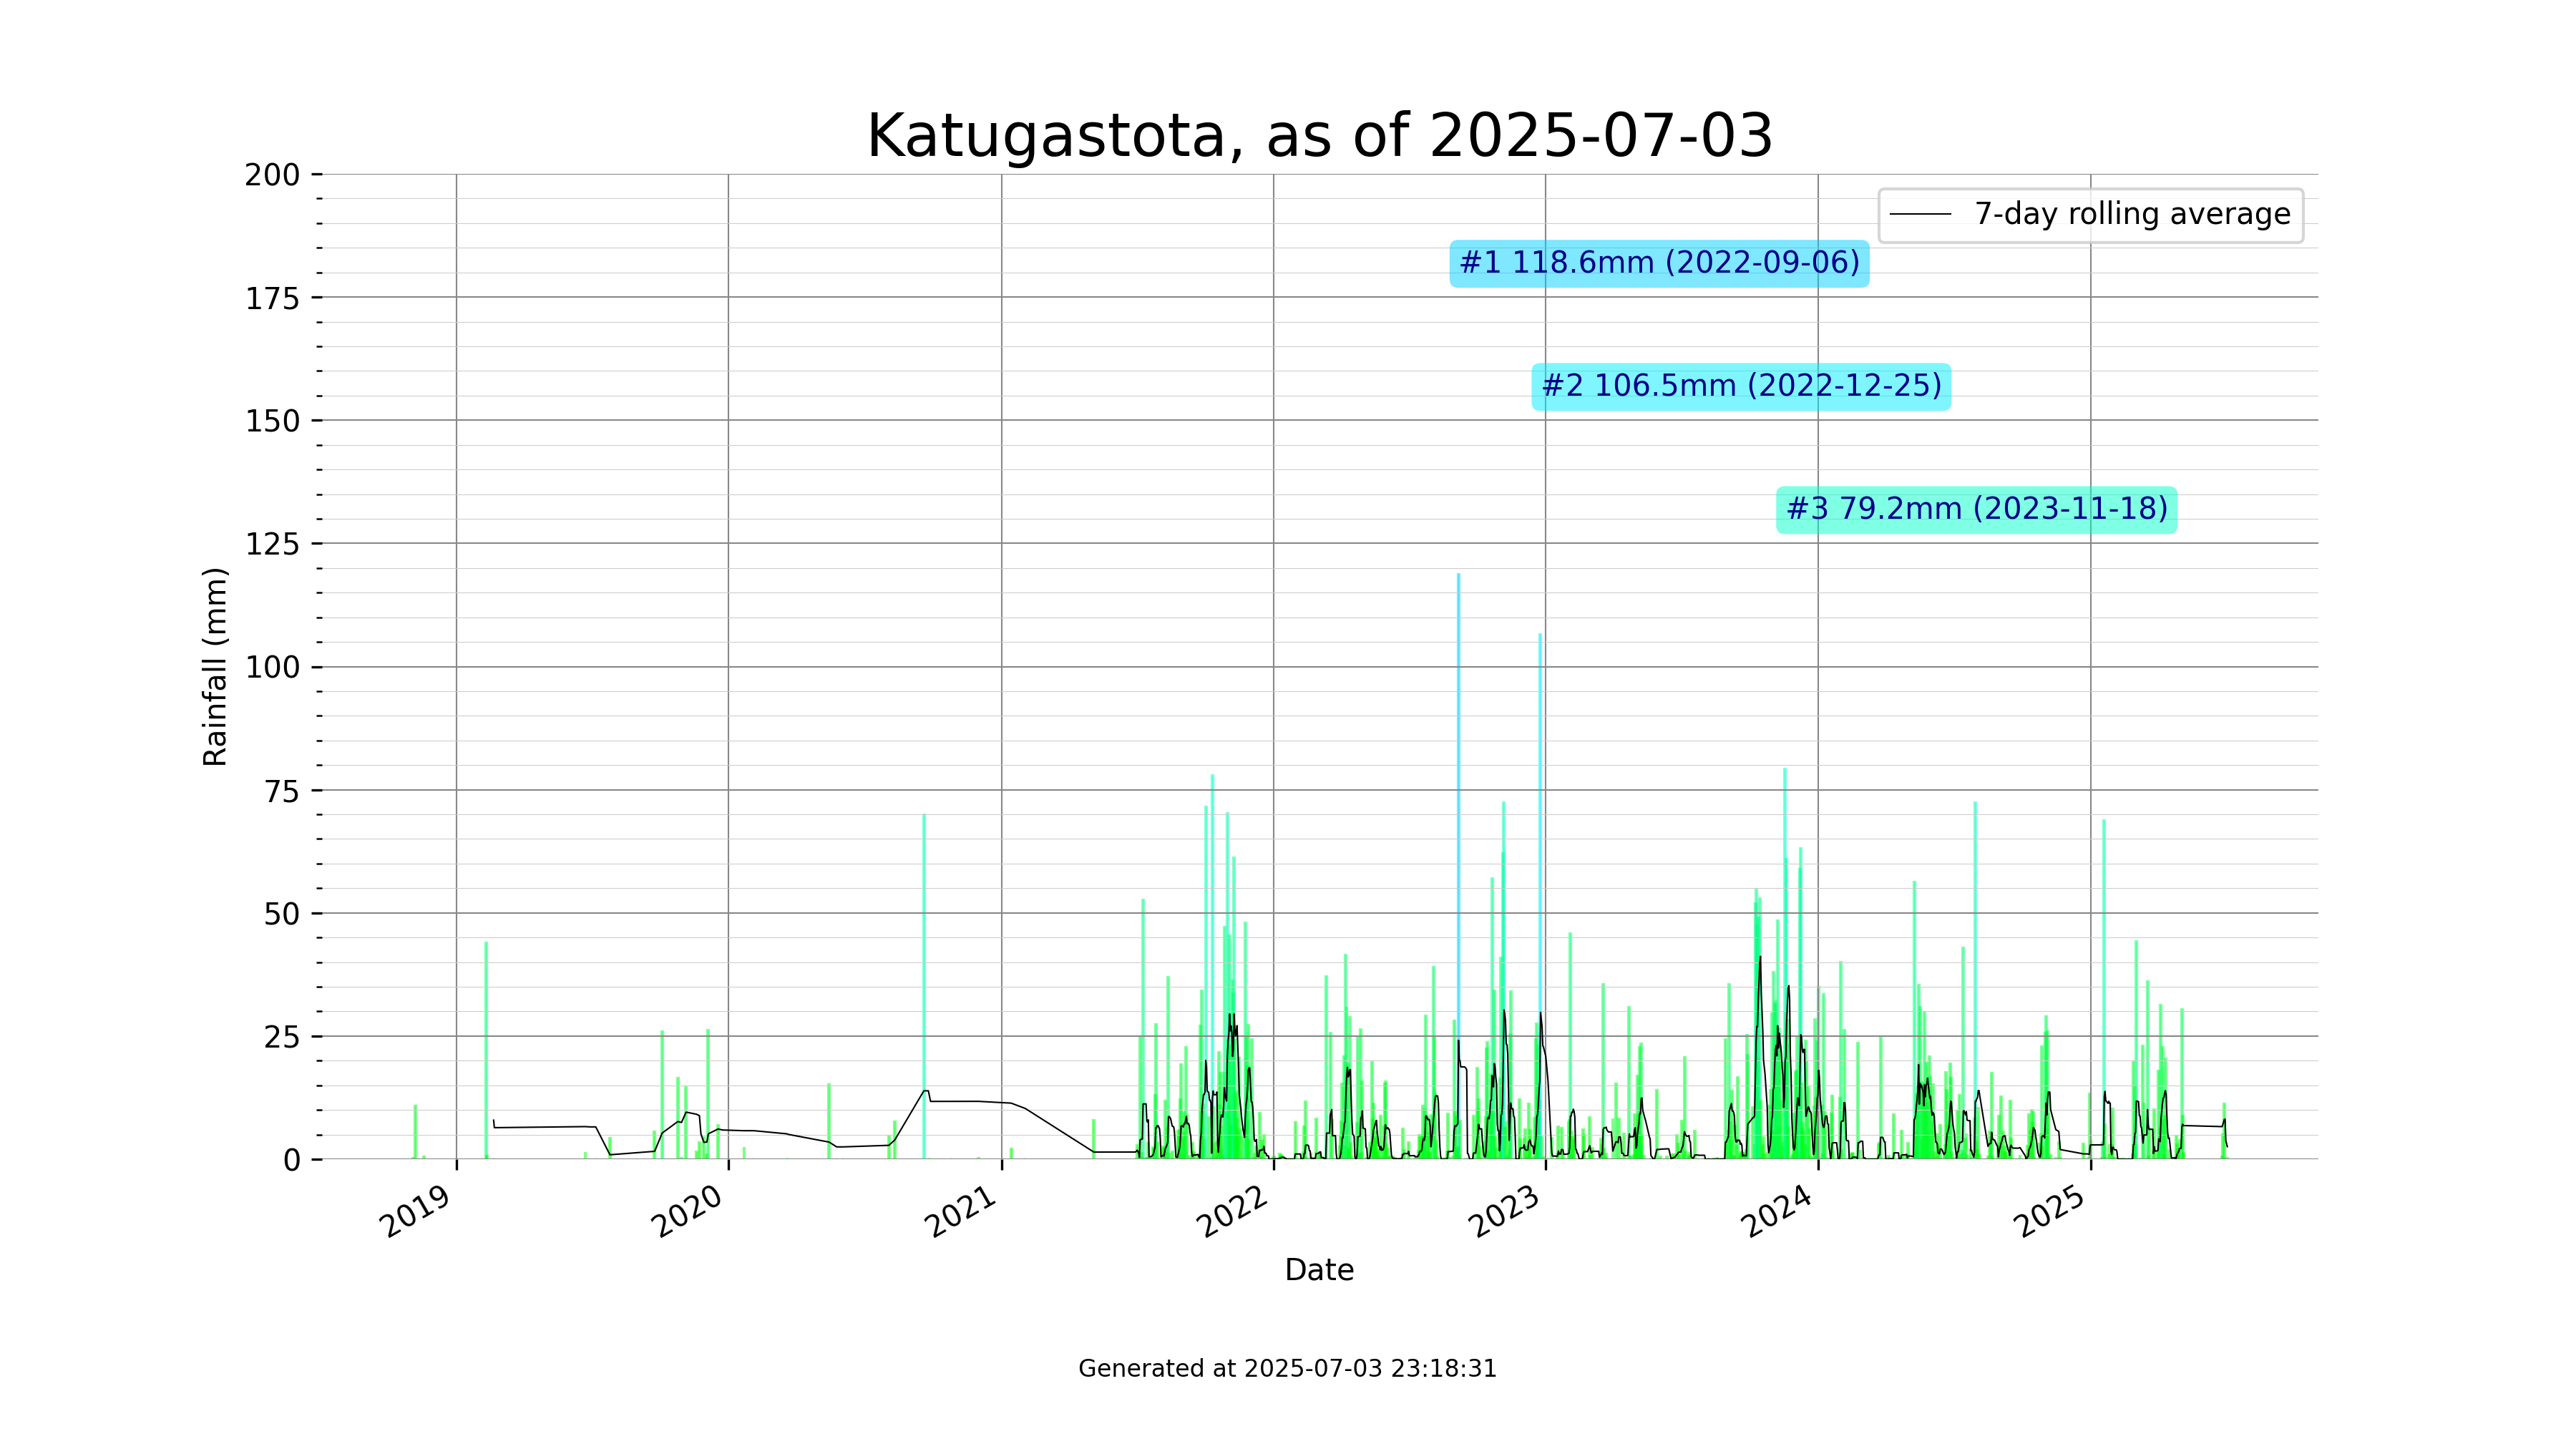 Katugastota, as of 2025-07-03
7-day rolling average
#1 118.6mm (2022-09-06)
#2 106.5mm (2022-12-25)
#3 79.2mm (2023-11-18)
Rainfall (mm)
200
175
150
125
100
75
50
25
0
2019
2020
2021
2022
2023
2024
2025
Date
Generated at 2025-07-03 23:18:31